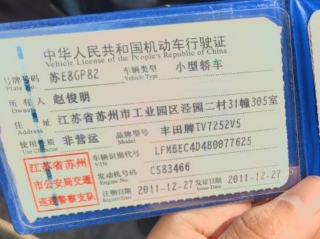 中华人民共和国机动车行驶证
Vehicle License of the People's Republic of China
号牌号码 苏E8GP82 车辆类型 小型轿车
Plate No. Vehicle Type
所有人 赵俊明
Owner
住址 江苏省苏州市工业园区泾园二村31幢305室
Address
使用性质 非营运 品牌型号 丰田牌TV7252VS
Use Character Model
江苏省苏州市公安局交通巡逻警察支队
车辆识别代号 LFMBEC4D480077625
VIN
发动机号码 C583466
Engine No.
注册日期 2011-12-27 发证日期 2011-12-27
Register Date Issue Date